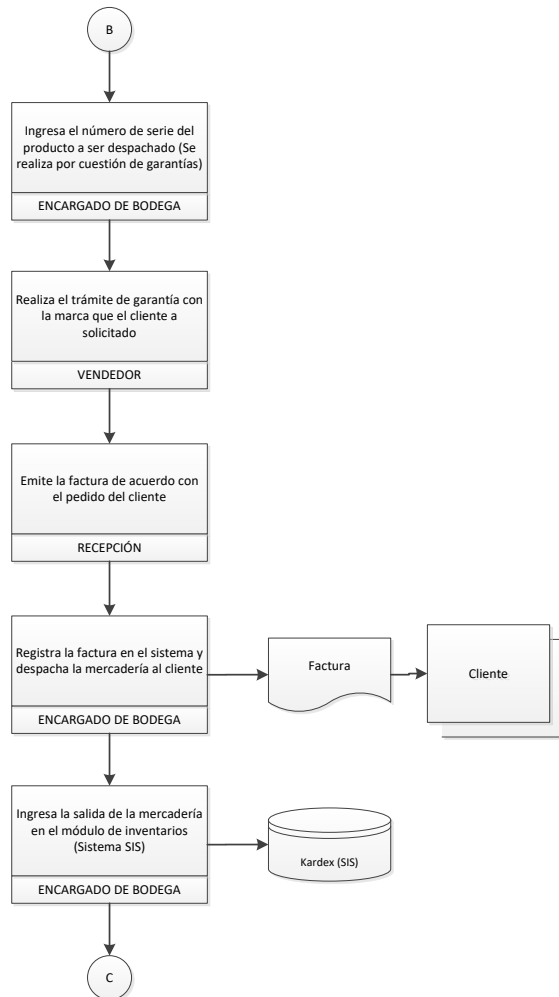 B
Ingresa el número de serie del
producto a ser despachado (Se
realiza por cuestión de garantías)
ENCARGADO DE BODEGA
Realiza el trámite de garantía con
la marca que el cliente a
solicitado
VENDEDOR
Emite la factura de acuerdo con
el pedido del cliente
RECEPCIÓN
Registra la factura en el sistema y
despacha la mercadería al cliente
ENCARGADO DE BODEGA
Factura
Cliente
Ingresa la salida de la mercadería
en el módulo de inventarios
(Sistema SIS)
ENCARGADO DE BODEGA
Kardex (SIS)
C